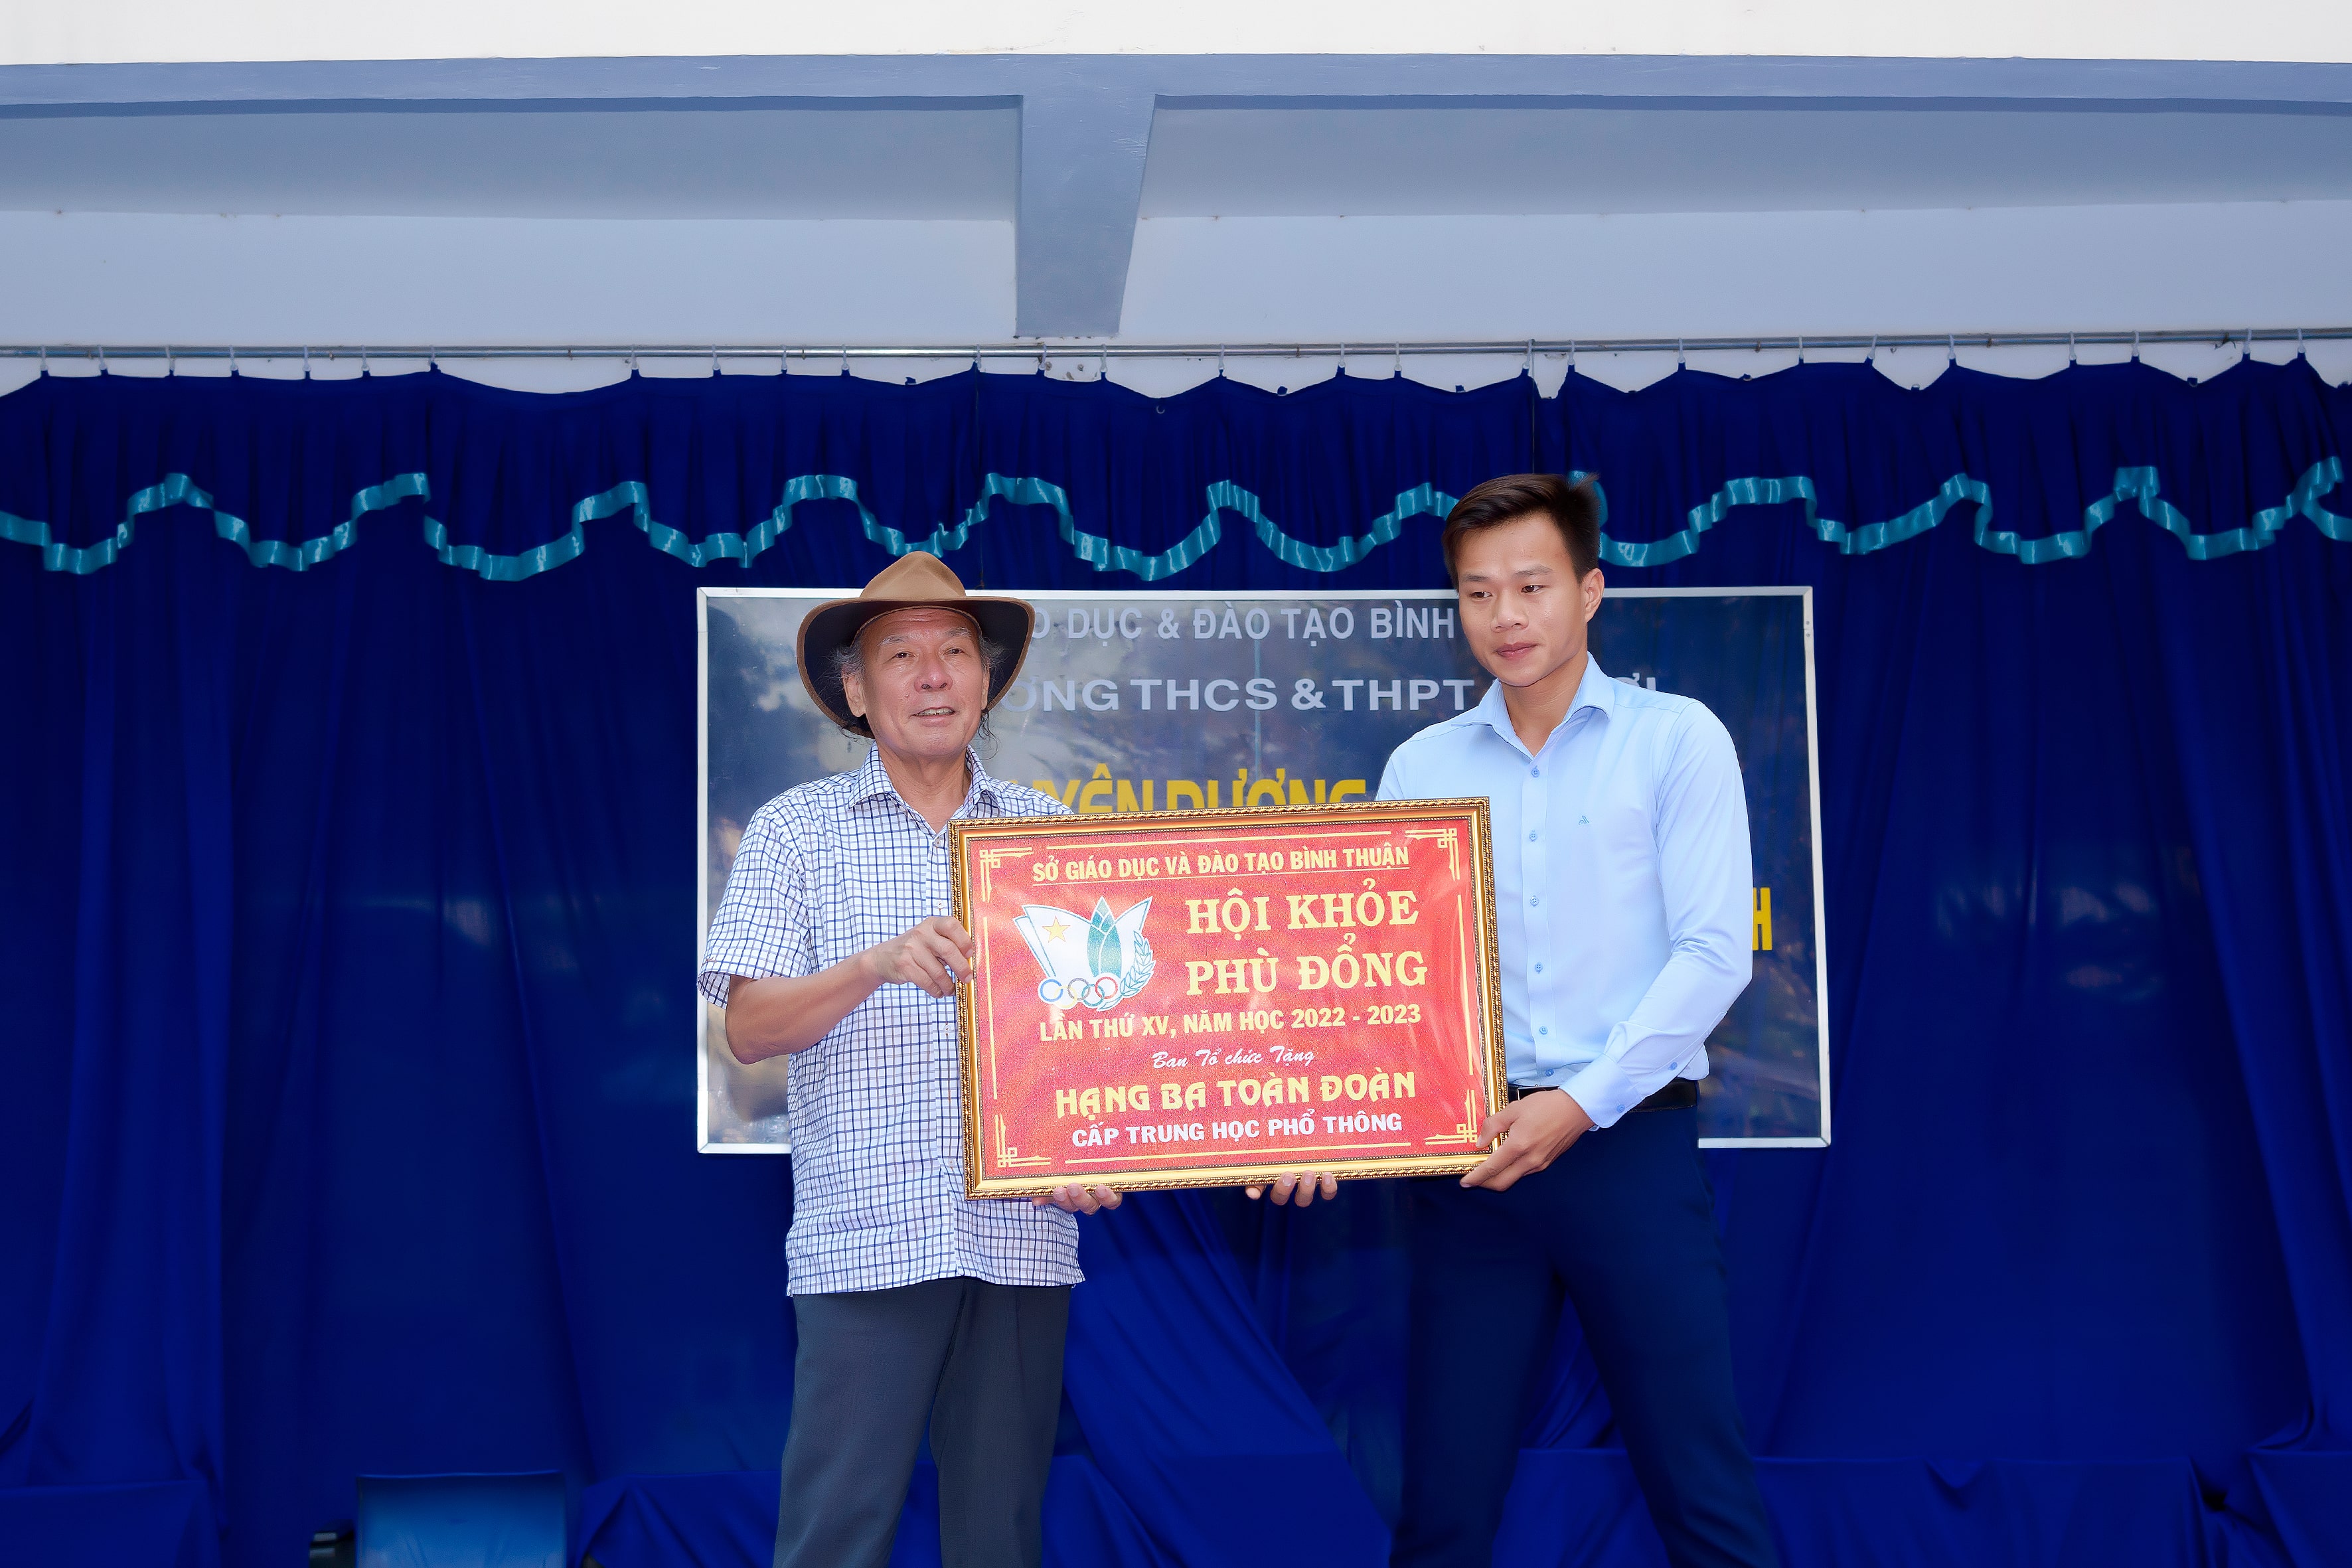 DỤC & ĐÀO TẠO BÌNH
THCS & THPT
DƯƠNG
SỞ GIÁO DỤC VÀ ĐÀO TẠO BÌNH THUẬN
HỘI KHỎE
PHÙ ĐỔNG
LẦN THỨ XV, NĂM HỌC 2022 - 2023
Ban Tổ chức Tặng
HẠNG BA TOÀN ĐOÀN
CẤP TRUNG HỌC PHỔ THÔNG